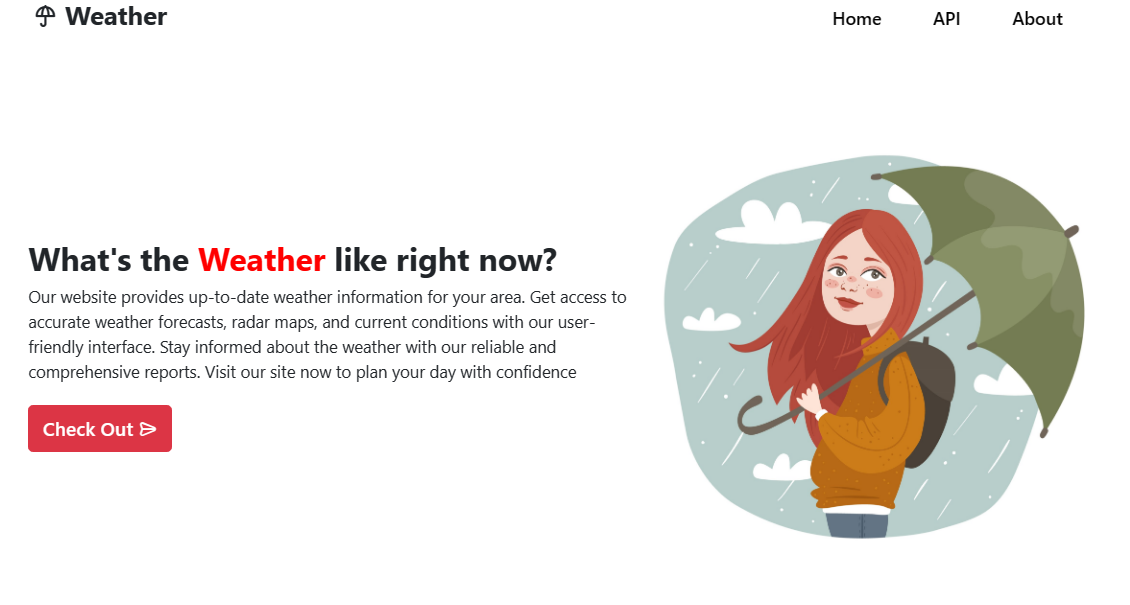 Weather
Home API About
What's the Weather like right now?
Our website provides up-to-date weather information for your area. Get access to
accurate weather forecasts, radar maps, and current conditions with our user-
friendly interface. Stay informed about the weather with our reliable and
comprehensive reports. Visit our site now to plan your day with confidence
Check Out